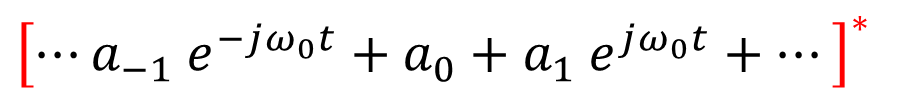 [⋯ a₋₁ e^{−jω₀t} + a₀ + a₁ e^{jω₀t} + ⋯]^*